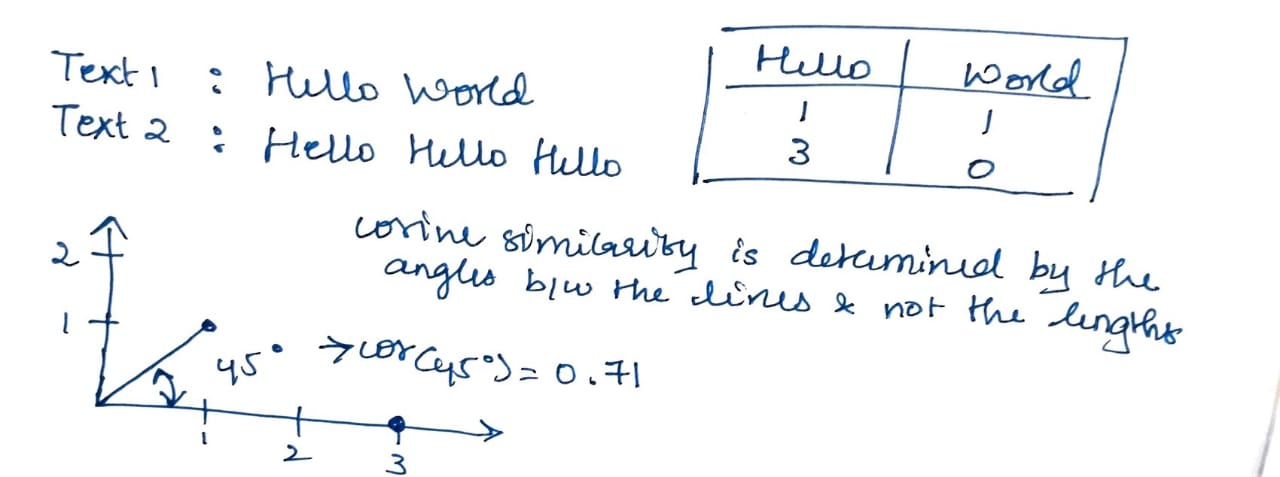 Text 1 : Hello World
Text 2 : Hello Hello Hello
Hello World
1 1
3 0
cosine similarity is determined by the
angles b/w the lines & not the lengths
2
1
45° → cos(45°) = 0.71
1 2 3